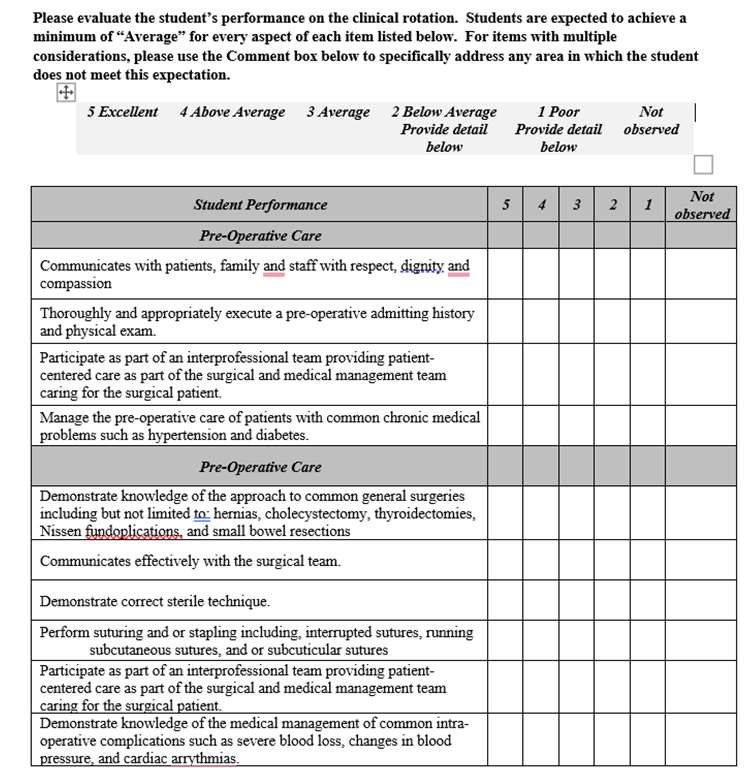 Please evaluate the student’s performance on the clinical rotation.  Students are expected to achieve a
minimum of “Average” for every aspect of each item listed below.  For items with multiple
considerations, please use the Comment box below to specifically address any area in which the student
does not meet this expectation.
5 Excellent 4 Above Average 3 Average 2 Below Average 1 Poor Not
Provide detail Provide detail observed
below below
Student Performance 5 4 3 2 1 Not
observed
Pre-Operative Care
Communicates with patients, family and staff with respect, dignity and
compassion
Thoroughly and appropriately execute a pre-operative admitting history
and physical exam.
Participate as part of an interprofessional team providing patient-
centered care as part of the surgical and medical management team
caring for the surgical patient.
Manage the pre-operative care of patients with common chronic medical
problems such as hypertension and diabetes.
Pre-Operative Care
Demonstrate knowledge of the approach to common general surgeries
including but not limited to: hernias, cholecystectomy, thyroidectomies,
Nissen fundoplications, and small bowel resections
Communicates effectively with the surgical team.
Demonstrate correct sterile technique.
Perform suturing and or stapling including, interrupted sutures, running
subcutaneous sutures, and or subcuticular sutures
Participate as part of an interprofessional team providing patient-
centered care as part of the surgical and medical management team
caring for the surgical patient.
Demonstrate knowledge of the medical management of common intra-
operative complications such as severe blood loss, changes in blood
pressure, and cardiac arrythmias.